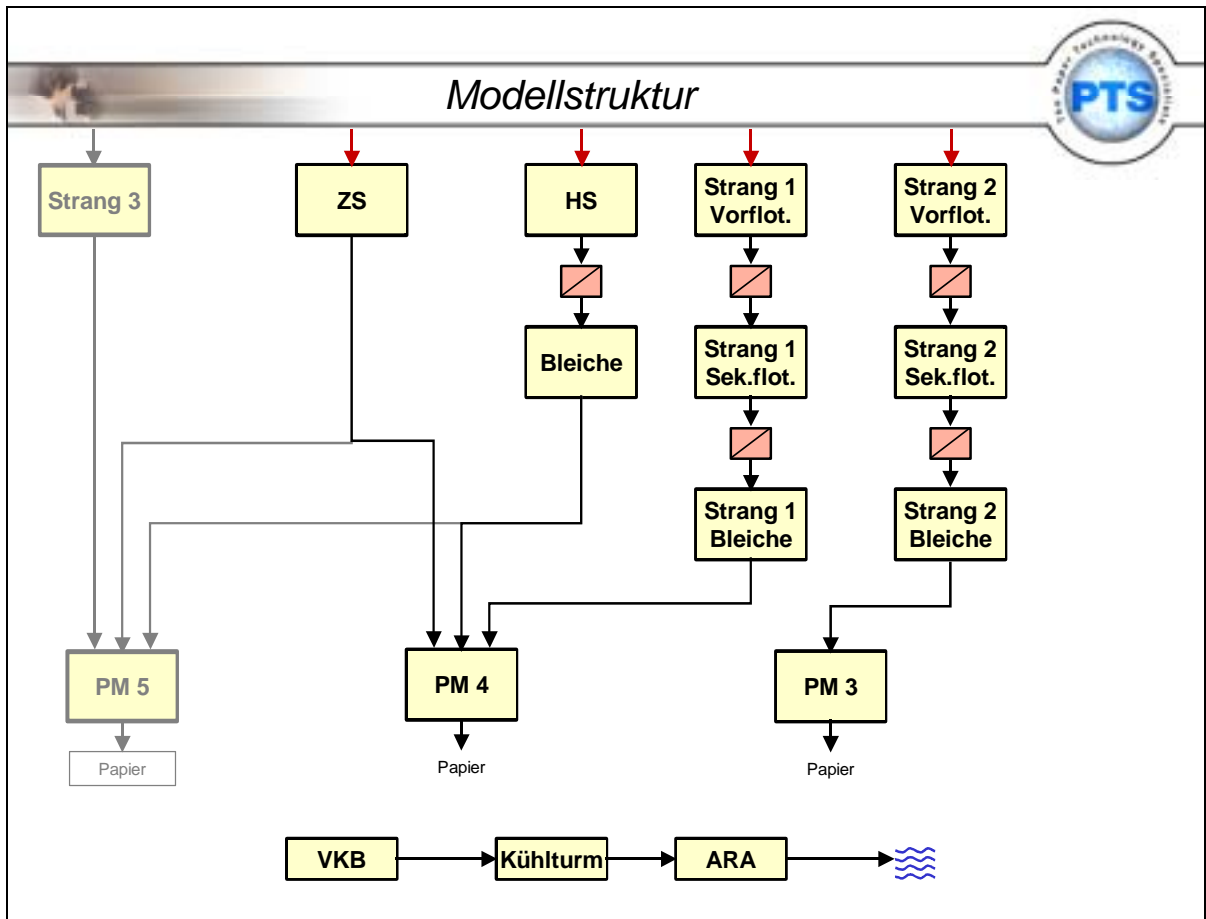 Modellstruktur
The Paper Technology Specialists
PTS
Strang 3
ZS
HS
Strang 1
Vorflot.
Strang 2
Vorflot.
Bleiche
Strang 1
Sek.flot.
Strang 2
Sek.flot.
Strang 1
Bleiche
Strang 2
Bleiche
PM 5
PM 4
PM 3
Papier
Papier
Papier
VKB
Kühlturm
ARA